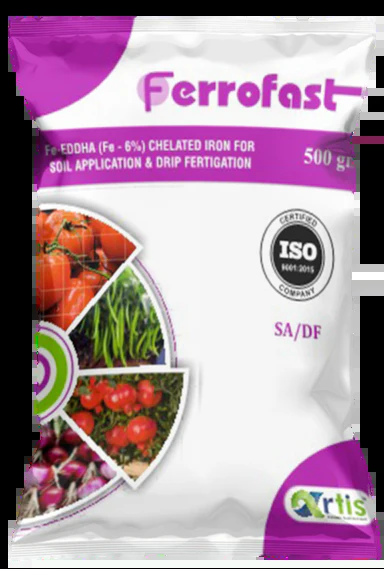 Ferrofast
Fe-EDDHA (Fe - 6%) CHELATED IRON FOR
SOIL APPLICATION & DRIP FERTIGATION
500 gr
CERTIFIED
ISO
9001:2015
COMPANY
SA/DF
Artis